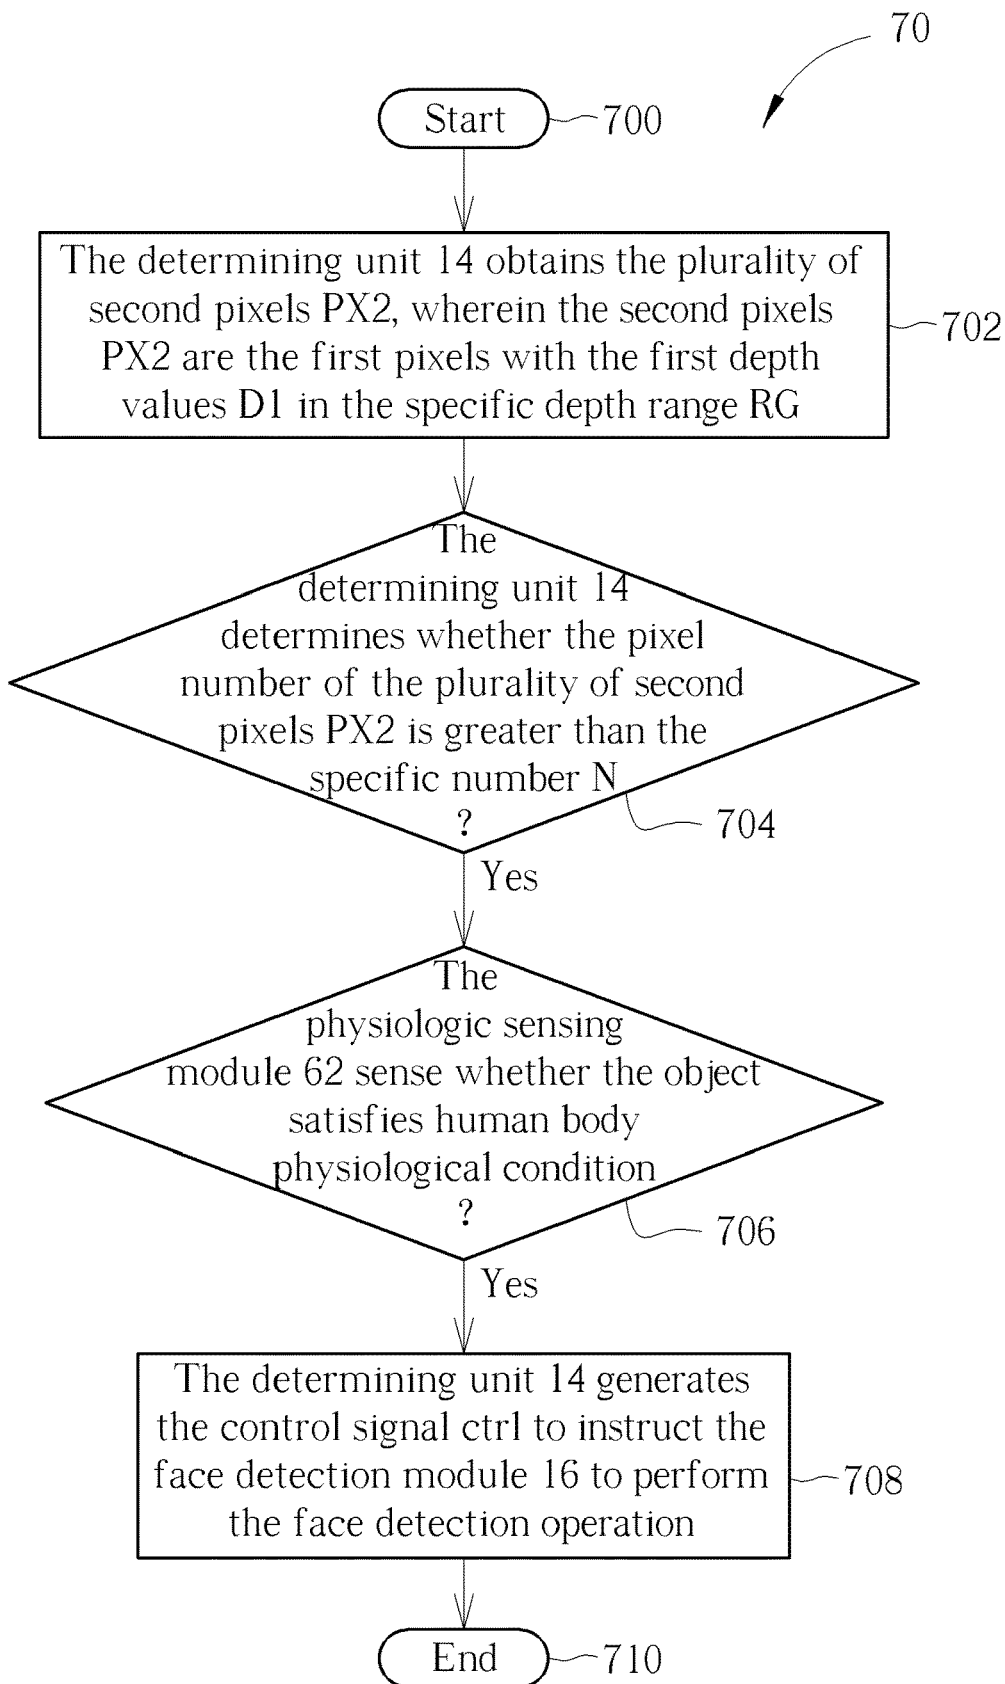 70
Start
700
The determining unit 14 obtains the plurality of
second pixels PX2, wherein the second pixels
PX2 are the first pixels with the first depth
values D1 in the specific depth range RG
702
The
determining unit 14
determines whether the pixel
number of the plurality of second
pixels PX2 is greater than the
specific number N
?
704
Yes
The
physiologic sensing
module 62 sense whether the object
satisfies human body
physiological condition
?
706
Yes
The determining unit 14 generates
the control signal ctrl to instruct the
face detection module 16 to perform
the face detection operation
708
End
710